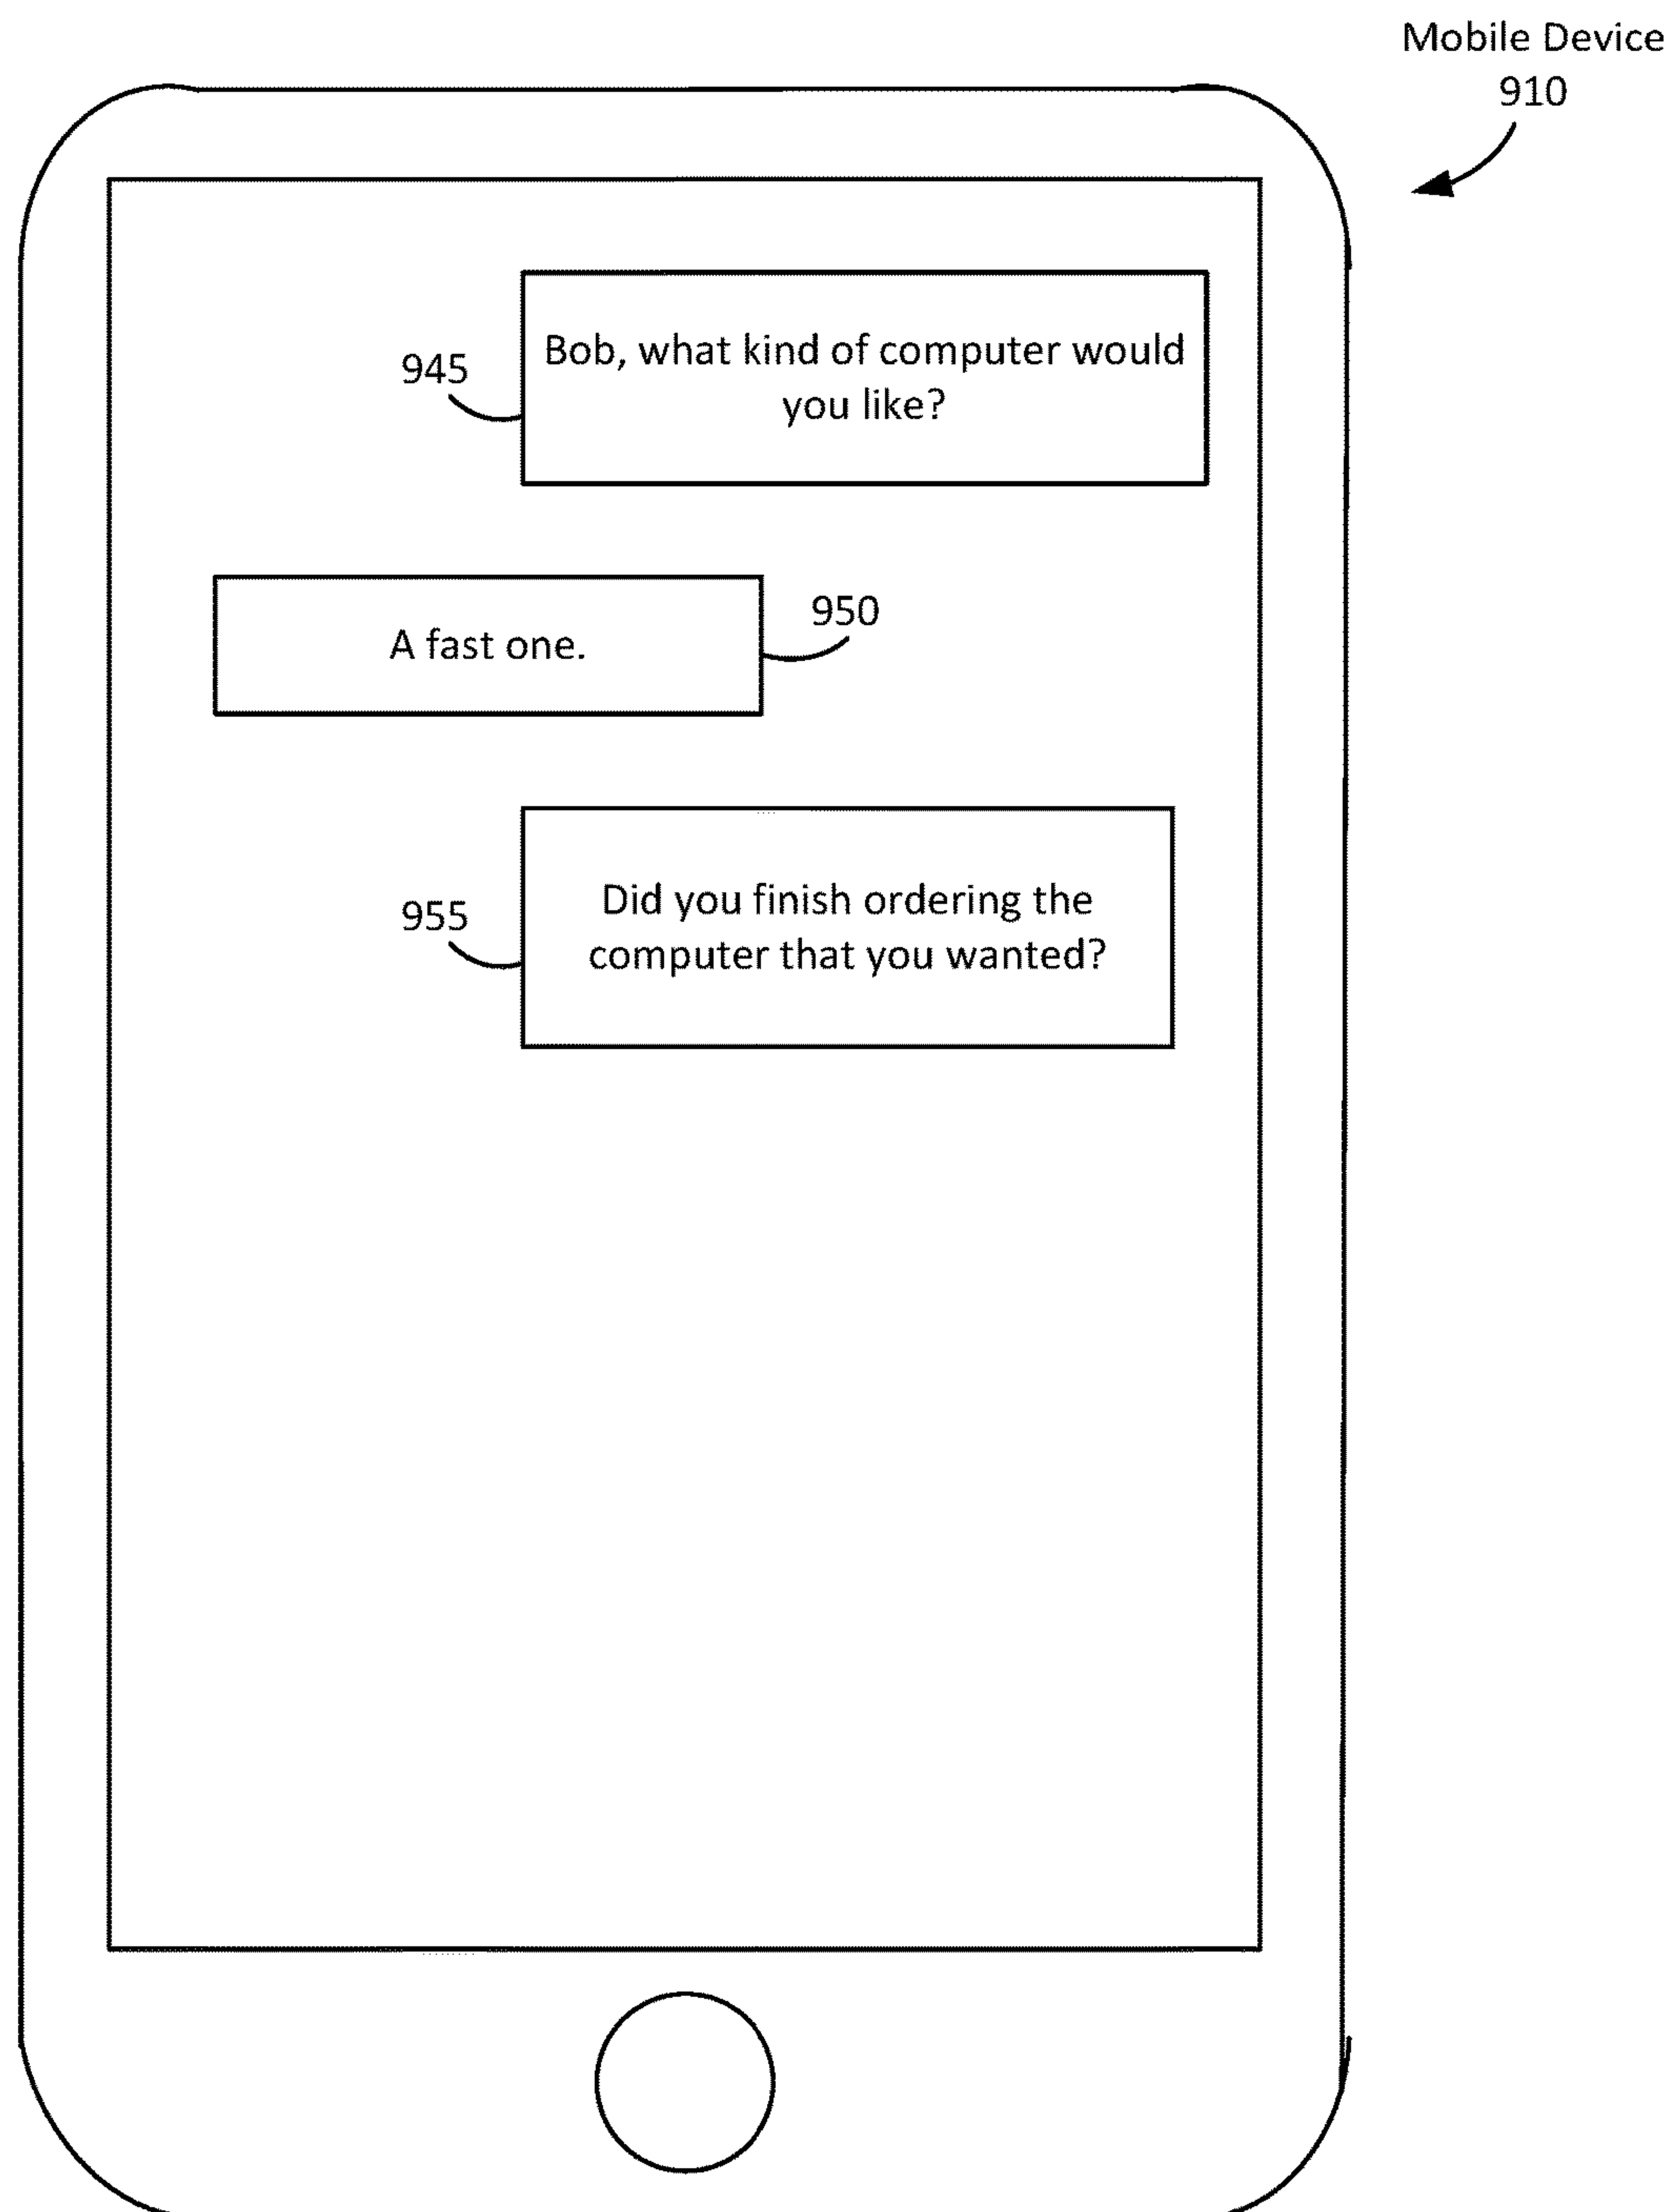 Mobile Device
910
945
Bob, what kind of computer would
you like?
A fast one.
950
955
Did you finish ordering the
computer that you wanted?